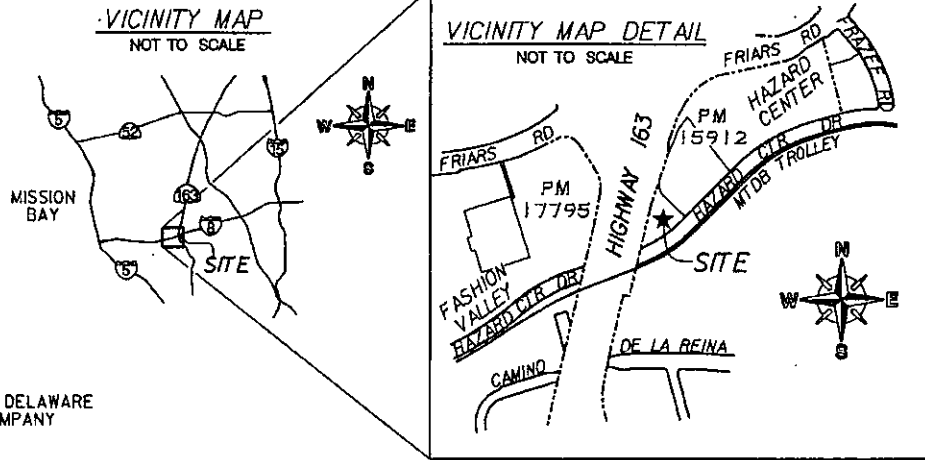 VICINITY MAP
NOT TO SCALE
5
52
15
163
8
5
MISSION
BAY
SITE
N
W E
S
DELAWARE
MPANY
VICINITY MAP DETAIL
NOT TO SCALE
FRIARS RD
FRAZEE RD
HAZARD
CENTER
PM
15912
HAZARD CTR DR
MTDB TROLLEY
HIGHWAY 163
FRIARS RD
PM
17795
SITE
FASHION
VALLEY
HAZARD CTR DR
CAMINO DE LA REINA
N
W E
S